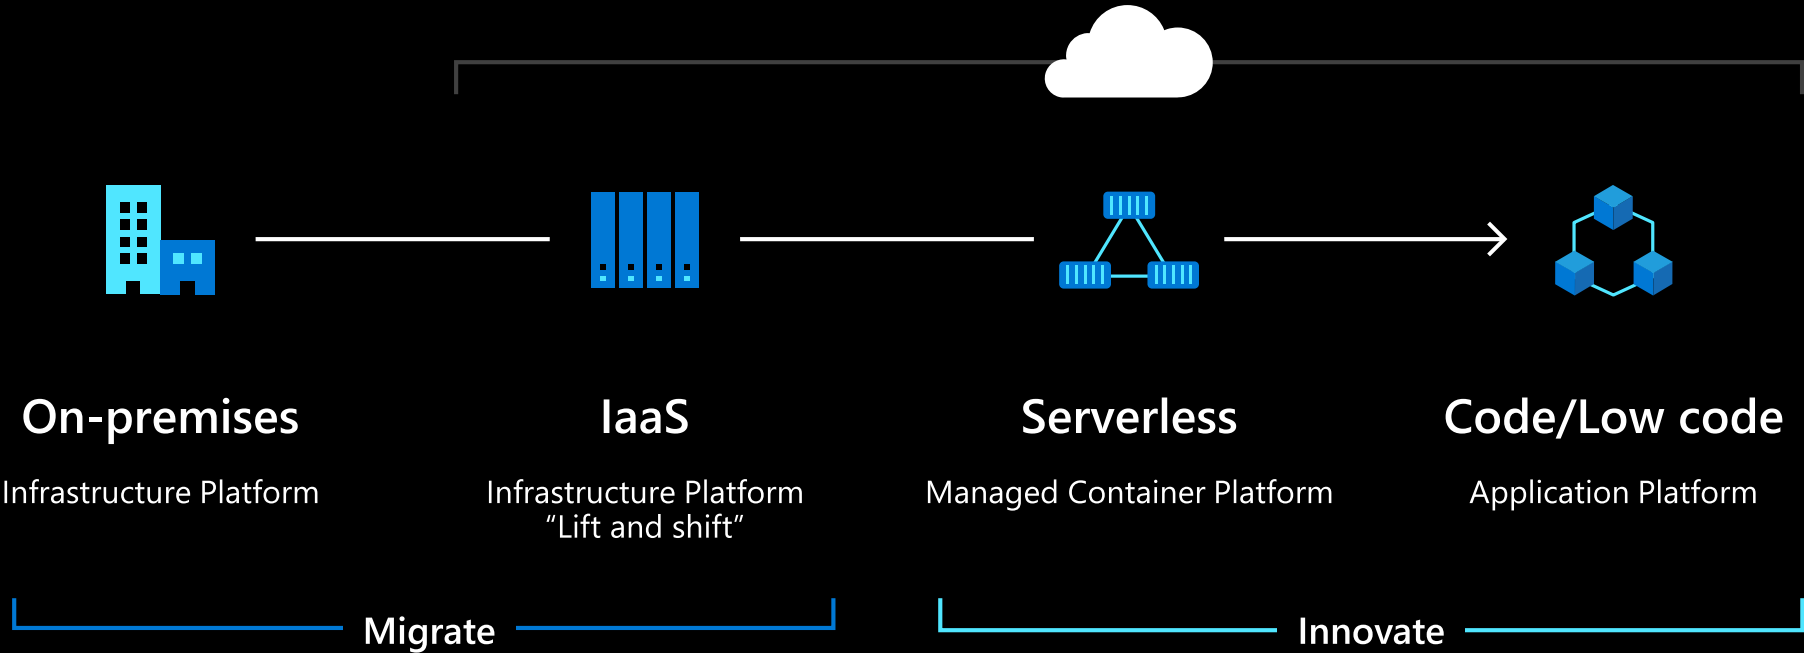 On-premises
Infrastructure Platform
IaaS
Infrastructure Platform
“Lift and shift”
Serverless
Managed Container Platform
Code/Low code
Application Platform
Migrate
Innovate